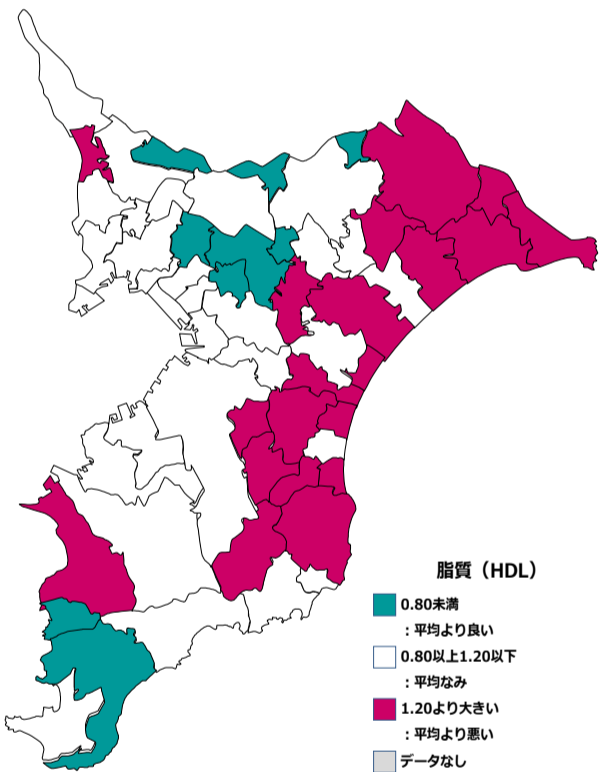 脂質（HDL）
0.80未満
：平均より良い
0.80以上1.20以下
：平均なみ
1.20より大きい
：平均より悪い
データなし